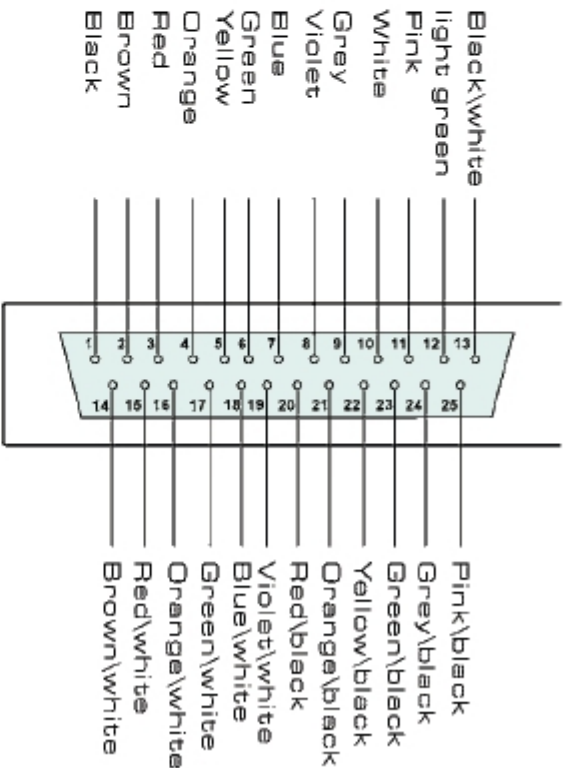 Black
Brown
Red
Orange
Yellow
Green
Blue
Violet
Grey
White
Pink
light green
Black\white
1 2 3 4 5 6 7 8 9 10 11 12 13
14 15 16 17 18 19 20 21 22 23 24 25
Brown\white
Red\white
Orange\white
Green\white
Blue\white
Violet\white
Red\black
Orange\black
Yellow\black
Green\black
Grey\black
Pink\black